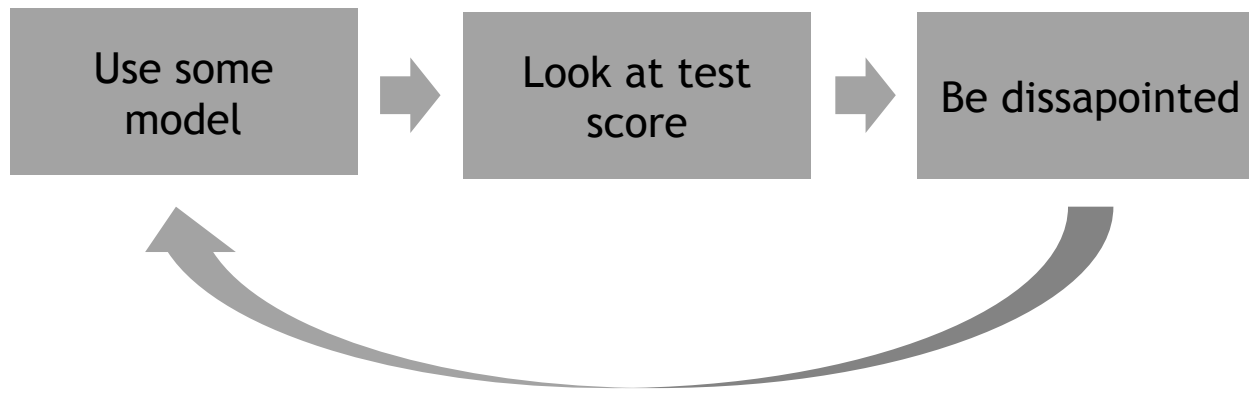 Use some
model
Look at test
score
Be dissapointed